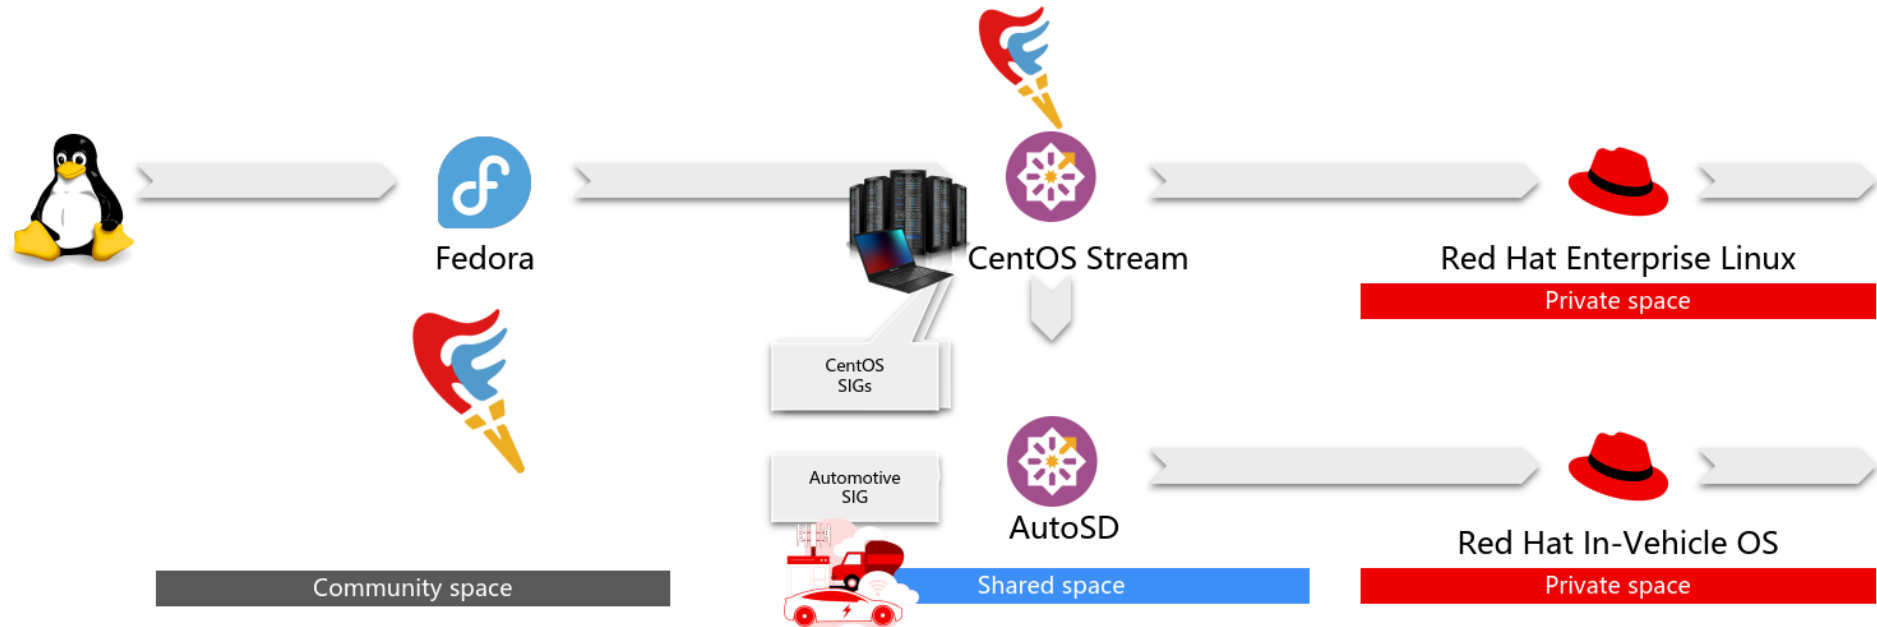 Fedora
CentOS Stream
Red Hat Enterprise Linux
Private space
CentOS
SIGs
Automotive
SIG
AutoSD
Red Hat In-Vehicle OS
Community space
Shared space
Private space